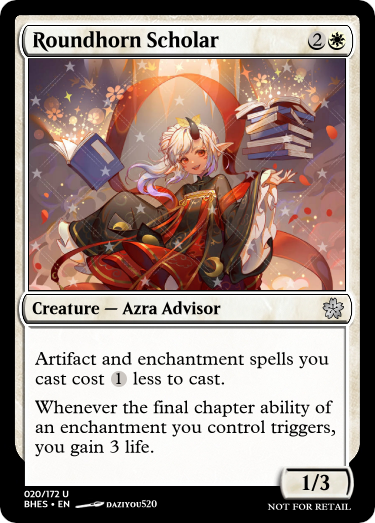 Roundhorn Scholar 2
Creature — Azra Advisor
Artifact and enchantment spells you
cast cost 1 less to cast.
Whenever the final chapter ability of
an enchantment you control triggers,
you gain 3 life.
1/3
020/172 U
BHES • EN DAZIYOU520
NOT FOR RETAIL